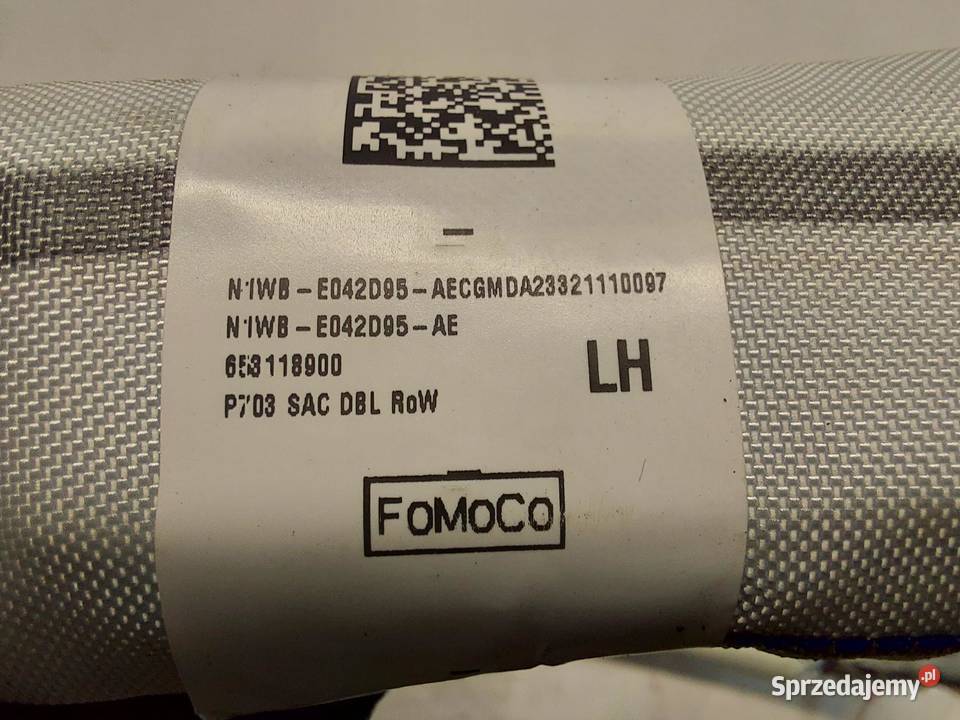 N1WB-E042D95-AECGMDA23321110097
N1WB-E042D95-AE
653118900
LH
P703 SAC DBL RoW
FoMoCo
Sprzedajemy.pl